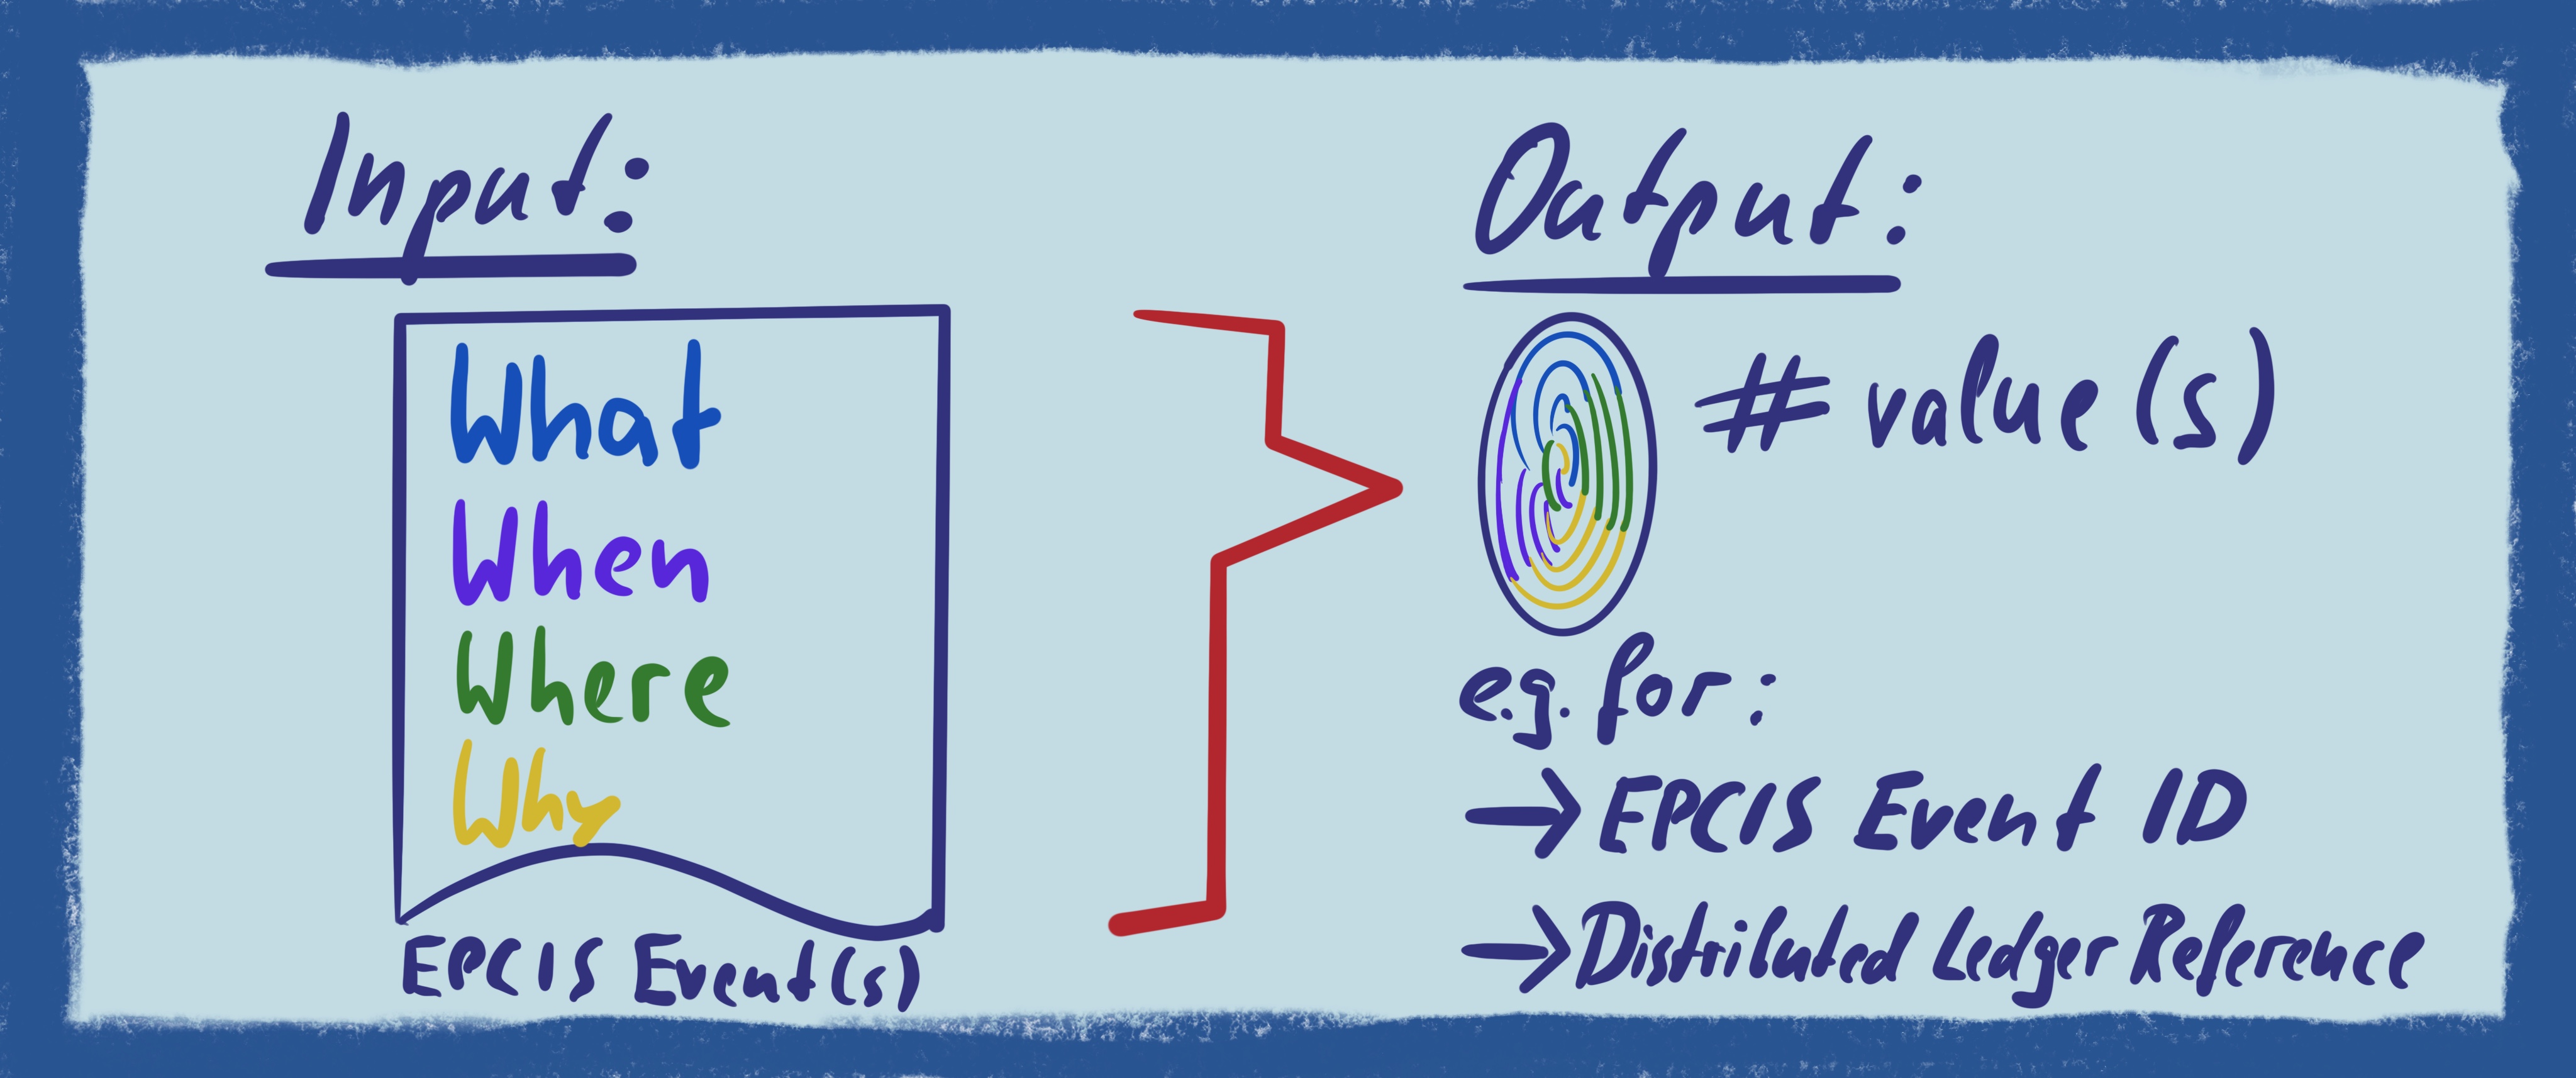 Input:
What
When
Where
Why
EPCIS Event(s)
Output:
# value(s)
e.g. for:
→ EPCIS Event ID
→ Distributed Ledger Reference